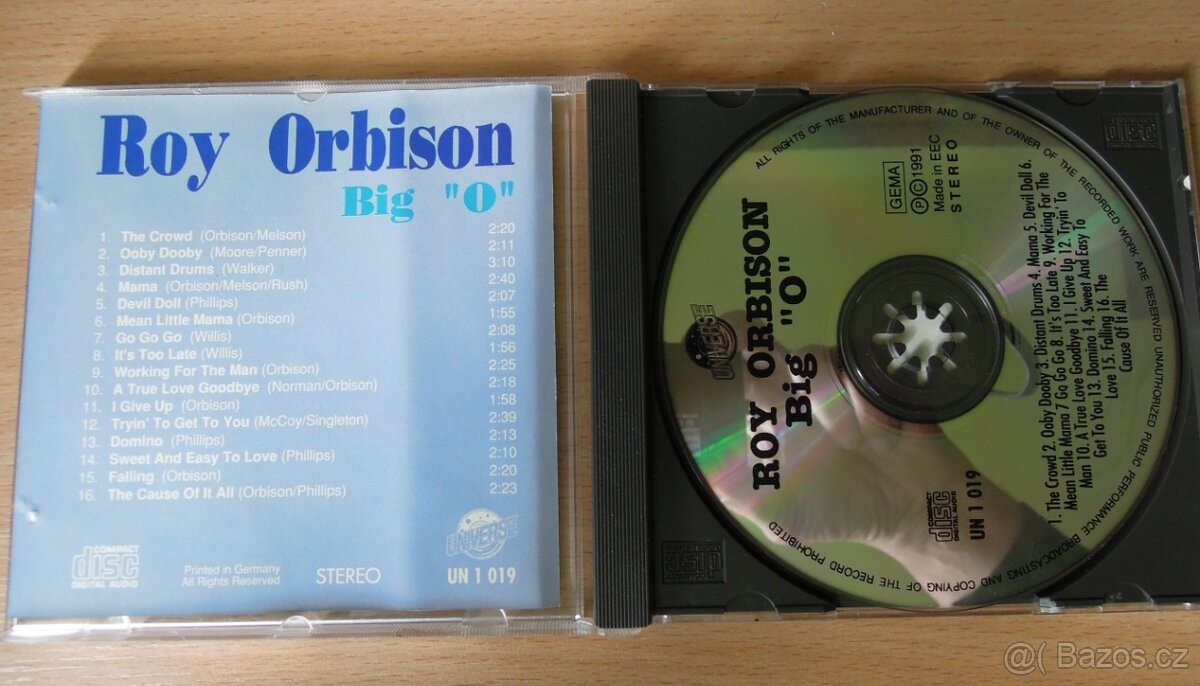 Roy Orbison
Big "O"
1. The Crowd (Orbison/Melson) 2:20
2. Ooby Dooby (Moore/Penner) 2:11
3. Distant Drums (Walker) 3:10
4. Mama (Orbison/Melson/Rush) 2:40
5. Devil Doll (Phillips) 2:07
6. Mean Little Mama (Orbison) 1:55
7. Go Go Go (Willis) 2:08
8. It's Too Late (Willis) 1:56
9. Working For The Man (Orbison) 2:25
10. A True Love Goodbye (Norman/Orbison) 2:18
11. I Give Up (Orbison) 1:58
12. Tryin' To Get To You (McCoy/Singleton) 2:39
13. Domino (Phillips) 2:13
14. Sweet And Easy To Love (Phillips) 2:10
15. Falling (Orbison) 2:20
16. The Cause Of It All (Orbison/Phillips) 2:23
COMPACT
disc
DIGITAL AUDIO
Printed in Germany
All Rights Reserved
STEREO
UNIVERSE
UN 1 019
ALL RIGHTS OF THE MANUFACTURER AND OF THE OWNER OF THE RECORDED WORK ARE RESERVED UNAUTHORIZED PUBLIC PERFORMANCE BROADCASTING AND COPYING OF THE RECORD PROHIBITED
UNIVERSE
ROY ORBISON
Big "O"
GEMA
℗©1991
Made in EEC
STEREO
COMPACT
disc
DIGITAL AUDIO
UN 1 019
1. The Crowd 2. Ooby Dooby 3. Distant Drums 4. Mama 5. Devil Doll 6.
Mean Little Mama 7 Go Go Go 8. It's Too Late 9. Working For The
Man 10. A True Love Goodbye 11. I Give Up 12. Tryin' To
Get To You 13. Domino 14. Sweet And Easy To
Love 15. Falling 16. The
Cause Of It All
disc
disc
@( Bazos.cz